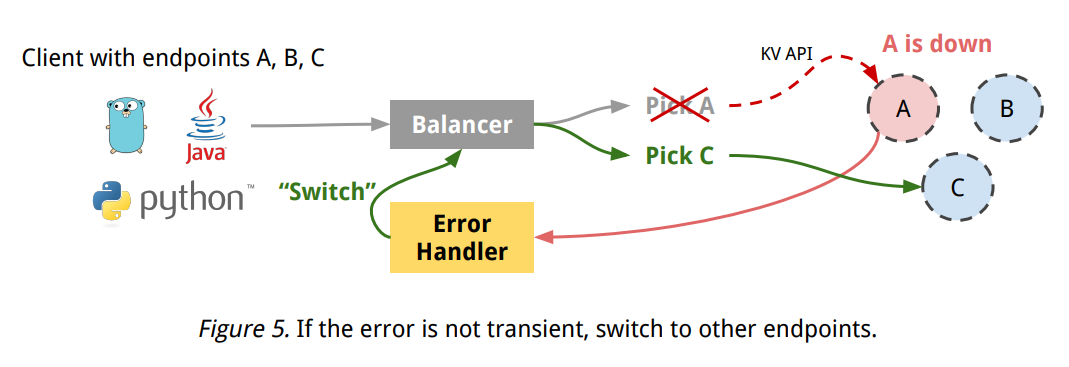 Client with endpoints A, B, C
A is down
KV API
Java
python™
Balancer
Pick A
Pick C
"Switch"
Error
Handler
A
B
C
Figure 5. If the error is not transient, switch to other endpoints.